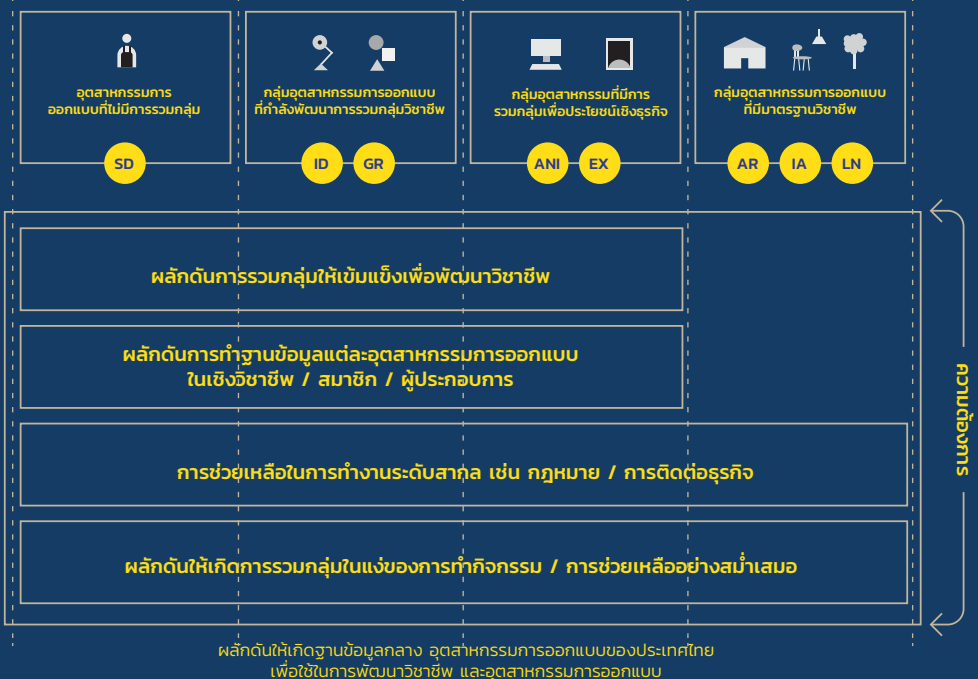 อุตสาหกรรมการ
ออกแบบที่ไม่มีการรวมกลุ่ม
SD
กลุ่มอุตสาหกรรมการออกแบบ
ที่กำลังพัฒนาการรวมกลุ่มวิชาชีพ
ID GR
กลุ่มอุตสาหกรรมที่มีการ
รวมกลุ่มเพื่อประโยชน์เชิงธุรกิจ
ANI EX
กลุ่มอุตสาหกรรมการออกแบบ
ที่มีมาตรฐานวิชาชีพ
AR IA LN
ผลักดันการรวมกลุ่มให้เข้มแข็งเพื่อพัฒนาวิชาชีพ
ผลักดันการทำฐานข้อมูลแต่ละอุตสาหกรรมการออกแบบ
ในเชิงวิชาชีพ / สมาชิก / ผู้ประกอบการ
การช่วยเหลือในการทำงานระดับสากล เช่น กฎหมาย / การติดต่อธุรกิจ
ผลักดันให้เกิดการรวมกลุ่มในแง่ของการทำกิจกรรม / การช่วยเหลืออย่างสม่ำเสมอ
ความต้องการ
ผลักดันให้เกิดฐานข้อมูลกลาง อุตสาหกรรมการออกแบบของประเทศไทย
เพื่อใช้ในการพัฒนาวิชาชีพ และอุตสาหกรรมการออกแบบ